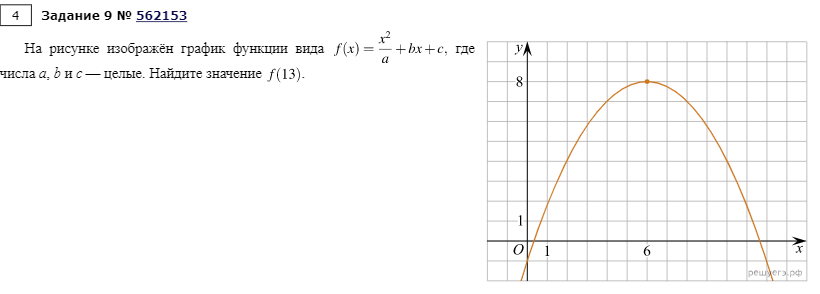 4 Задание 9 № 562153
На рисунке изображён график функции вида f(x) = x²/a + bx + c, где
числа a, b и c — целые. Найдите значение f(13).
y
8
1
O 1 6 x
решуегэ.рф